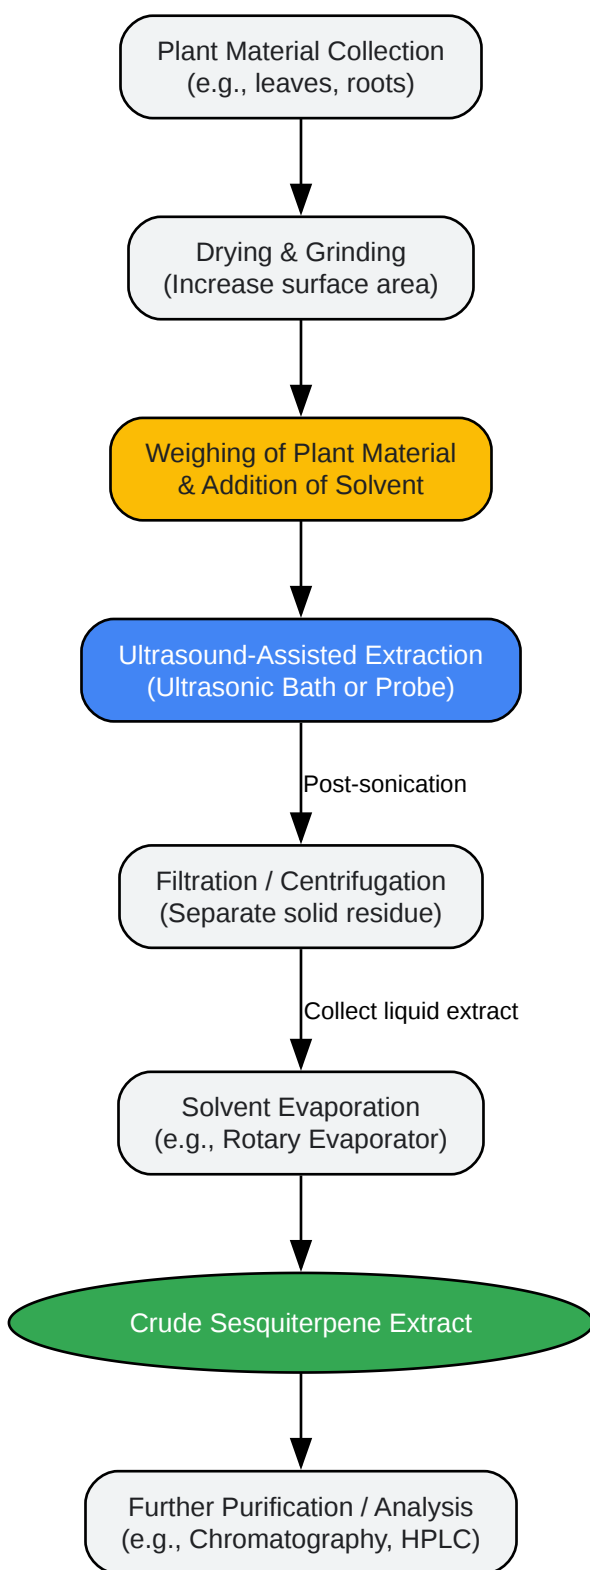 Plant Material Collection
(e.g., leaves, roots)
Drying & Grinding
(Increase surface area)
Weighing of Plant Material
& Addition of Solvent
Ultrasound-Assisted Extraction
(Ultrasonic Bath or Probe)
Post-sonication
Filtration / Centrifugation
(Separate solid residue)
Collect liquid extract
Solvent Evaporation
(e.g., Rotary Evaporator)
Crude Sesquiterpene Extract
Further Purification / Analysis
(e.g., Chromatography, HPLC)